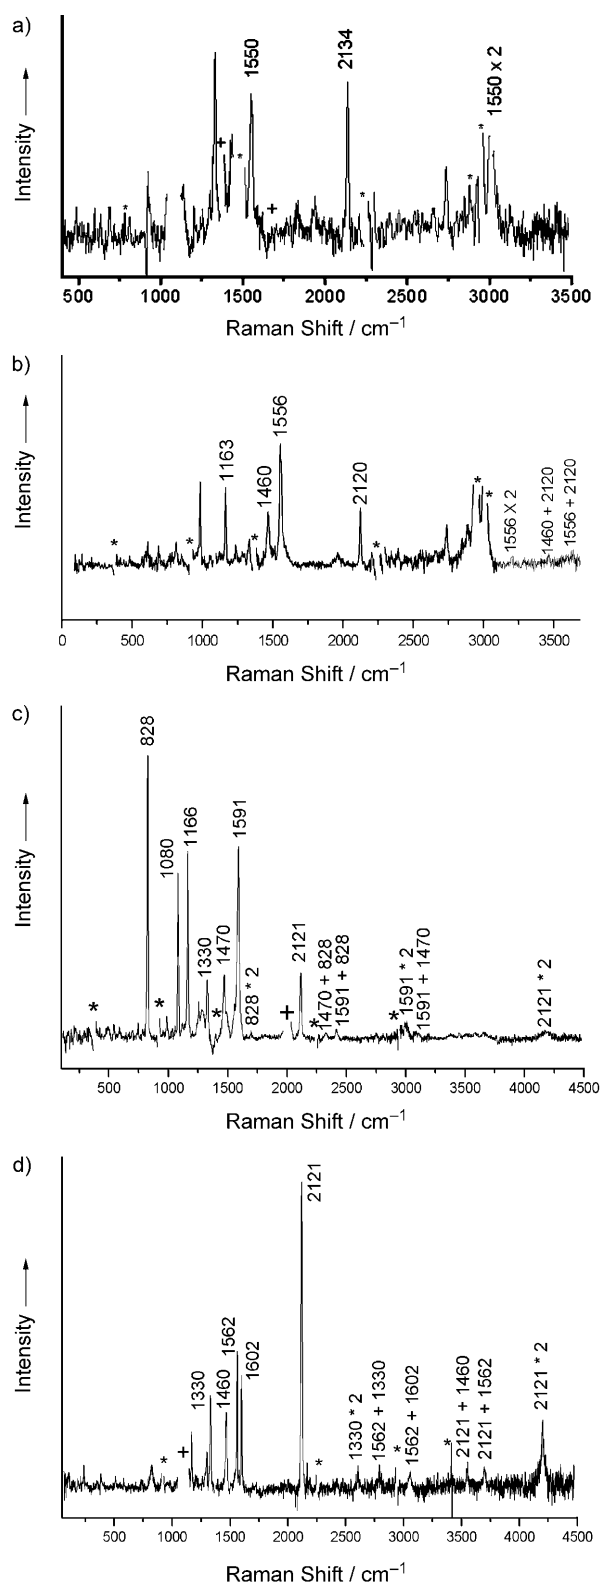 a)
Intensity
*
+
*
1550
+
2134
*
*
*
1550 x 2
500 1000 1500 2000 2500 3000 3500
Raman Shift / cm⁻¹
b)
Intensity
*
*
1163
*
1460
1556
2120
*
*
*
1556 X 2
1460 + 2120
1556 + 2120
0 500 1000 1500 2000 2500 3000 3500
Raman Shift / cm⁻¹
c)
Intensity
*
828
*
1080
1166
1330
*
1470
1591
828 * 2
+
2121
*
1470 + 828
1591 + 828
*
1591 * 2
1591 + 1470
2121 * 2
500 1000 1500 2000 2500 3000 3500 4000 4500
Raman Shift / cm⁻¹
d)
Intensity
*
+
1330
1460
1562
1602
2121
*
1330 * 2
1562 + 1330
*
1562 + 1602
*
2121 + 1460
2121 + 1562
2121 * 2
500 1000 1500 2000 2500 3000 3500 4000 4500
Raman Shift / cm⁻¹